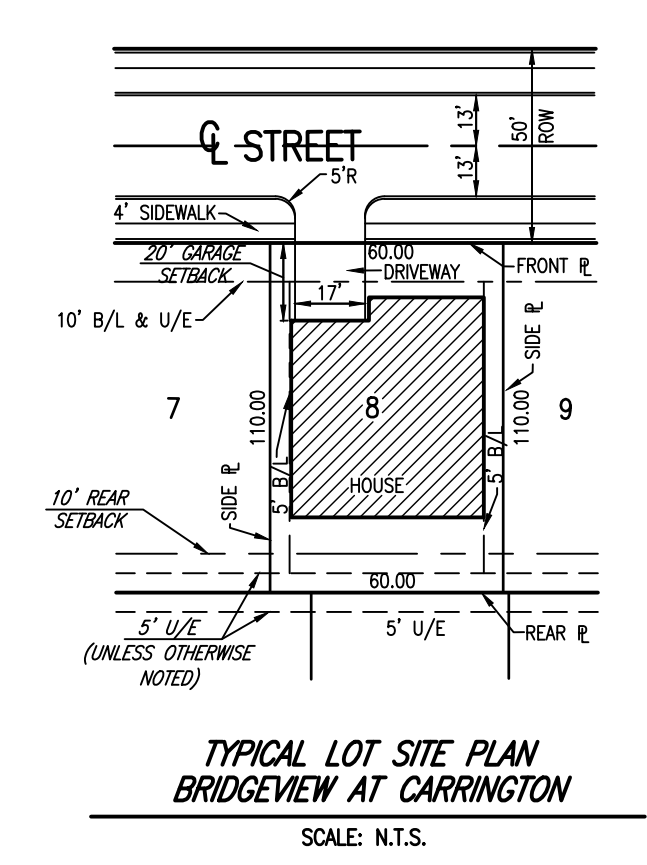 13'
50'
ROW
℄ STREET
13'
5'R
4' SIDEWALK
20' GARAGE
SETBACK
60.00
DRIVEWAY
FRONT ⅊
17'
10' B/L & U/E
SIDE ⅊
7
110.00
8
110.00
9
5' B/L
5' B/L
SIDE ⅊
HOUSE
10' REAR
SETBACK
60.00
5' U/E
(UNLESS OTHERWISE
NOTED)
5' U/E
REAR ⅊
TYPICAL LOT SITE PLAN
BRIDGEVIEW AT CARRINGTON
SCALE: N.T.S.